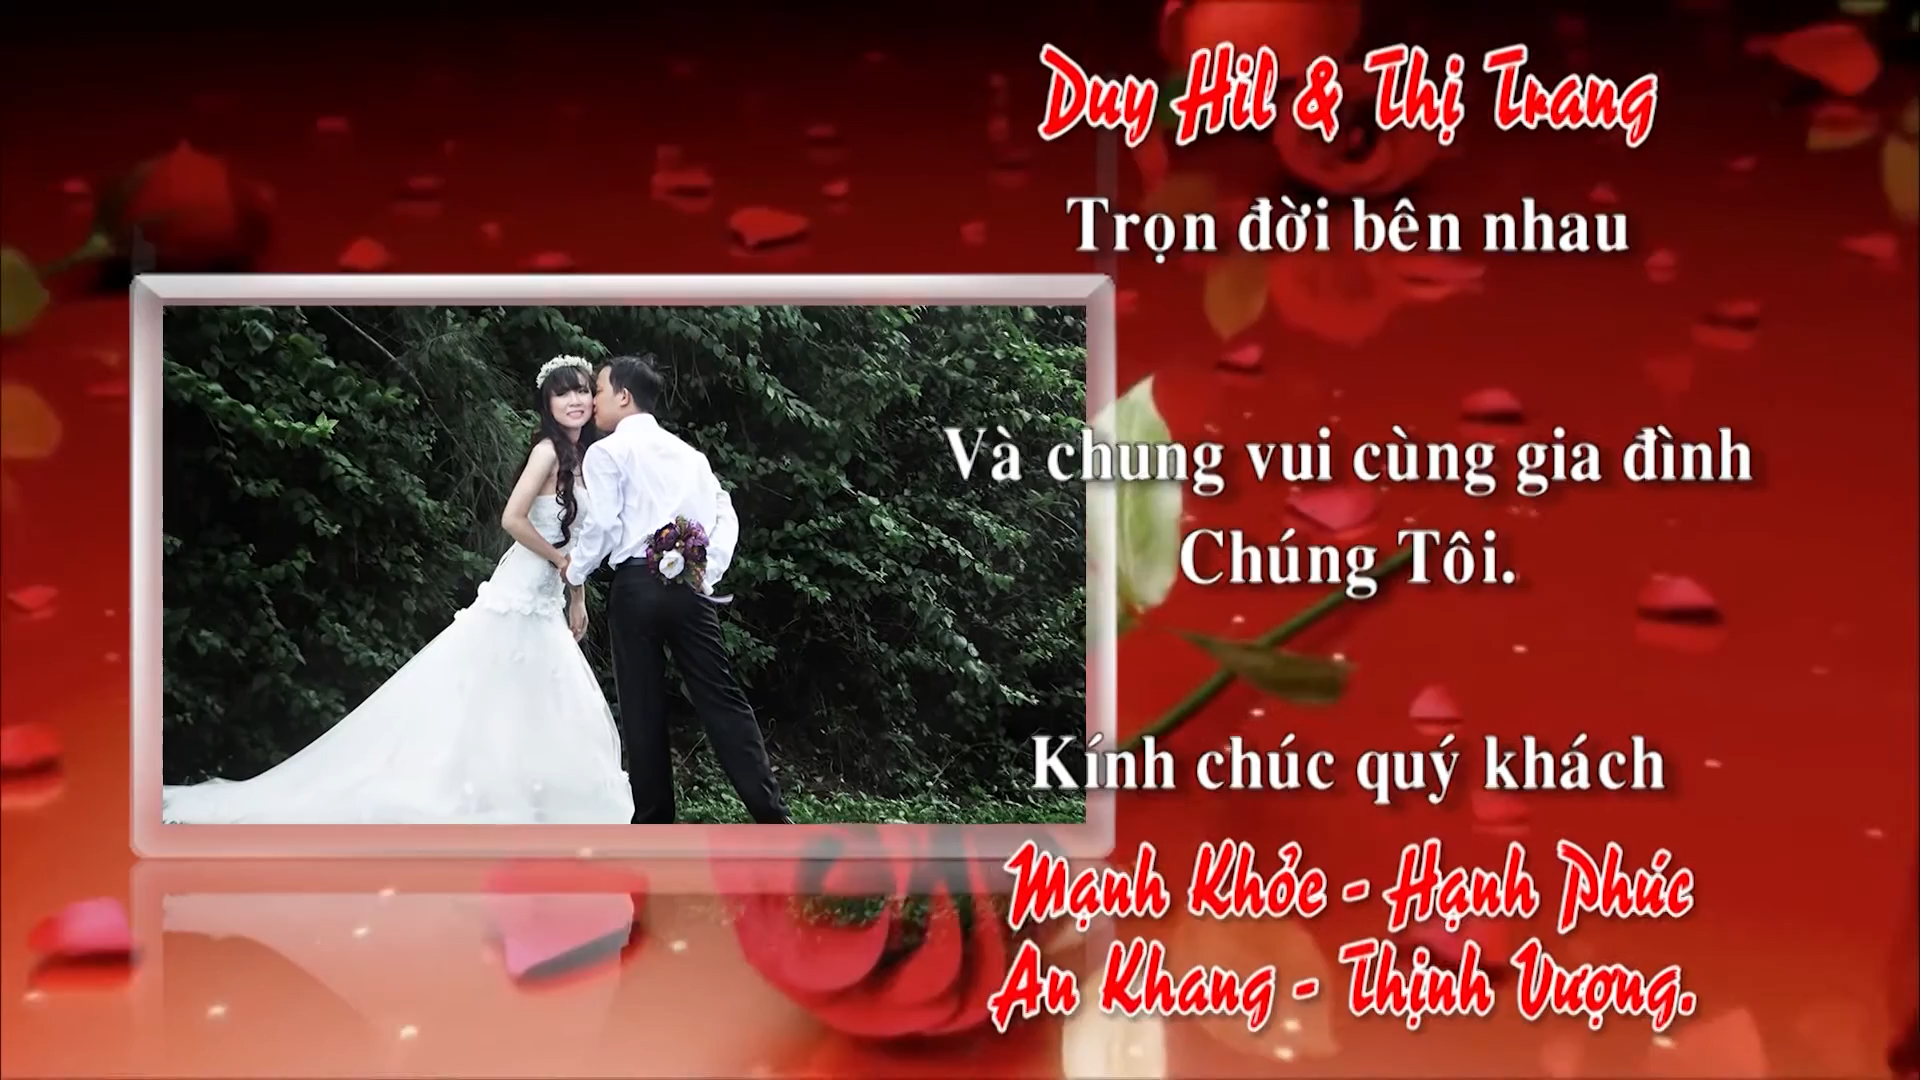 Duy Hil & Thị Trang
Trọn đời bên nhau
Và chung vui cùng gia đình
Chúng Tôi.
Kính chúc quý khách
Mạnh Khỏe - Hạnh Phúc
An Khang - Thịnh Vượng.